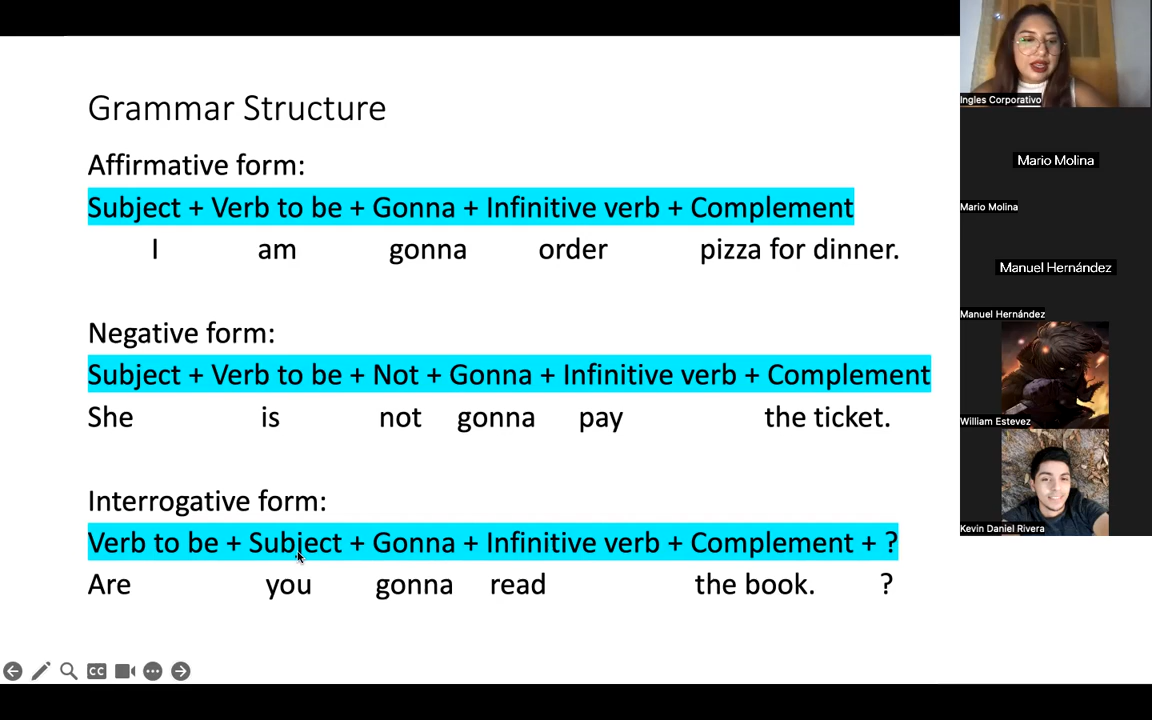 Grammar Structure
Affirmative form:
Subject + Verb to be + Gonna + Infinitive verb + Complement
I am gonna order pizza for dinner.
Negative form:
Subject + Verb to be + Not + Gonna + Infinitive verb + Complement
She is not gonna pay the ticket.
Interrogative form:
Verb to be + Subject + Gonna + Infinitive verb + Complement + ?
Are you gonna read the book. ?
CC
Ingles Corporativo
Mario Molina
Mario Molina
Manuel Hernández
Manuel Hernández
William Estevez
Kevin Daniel Rivera